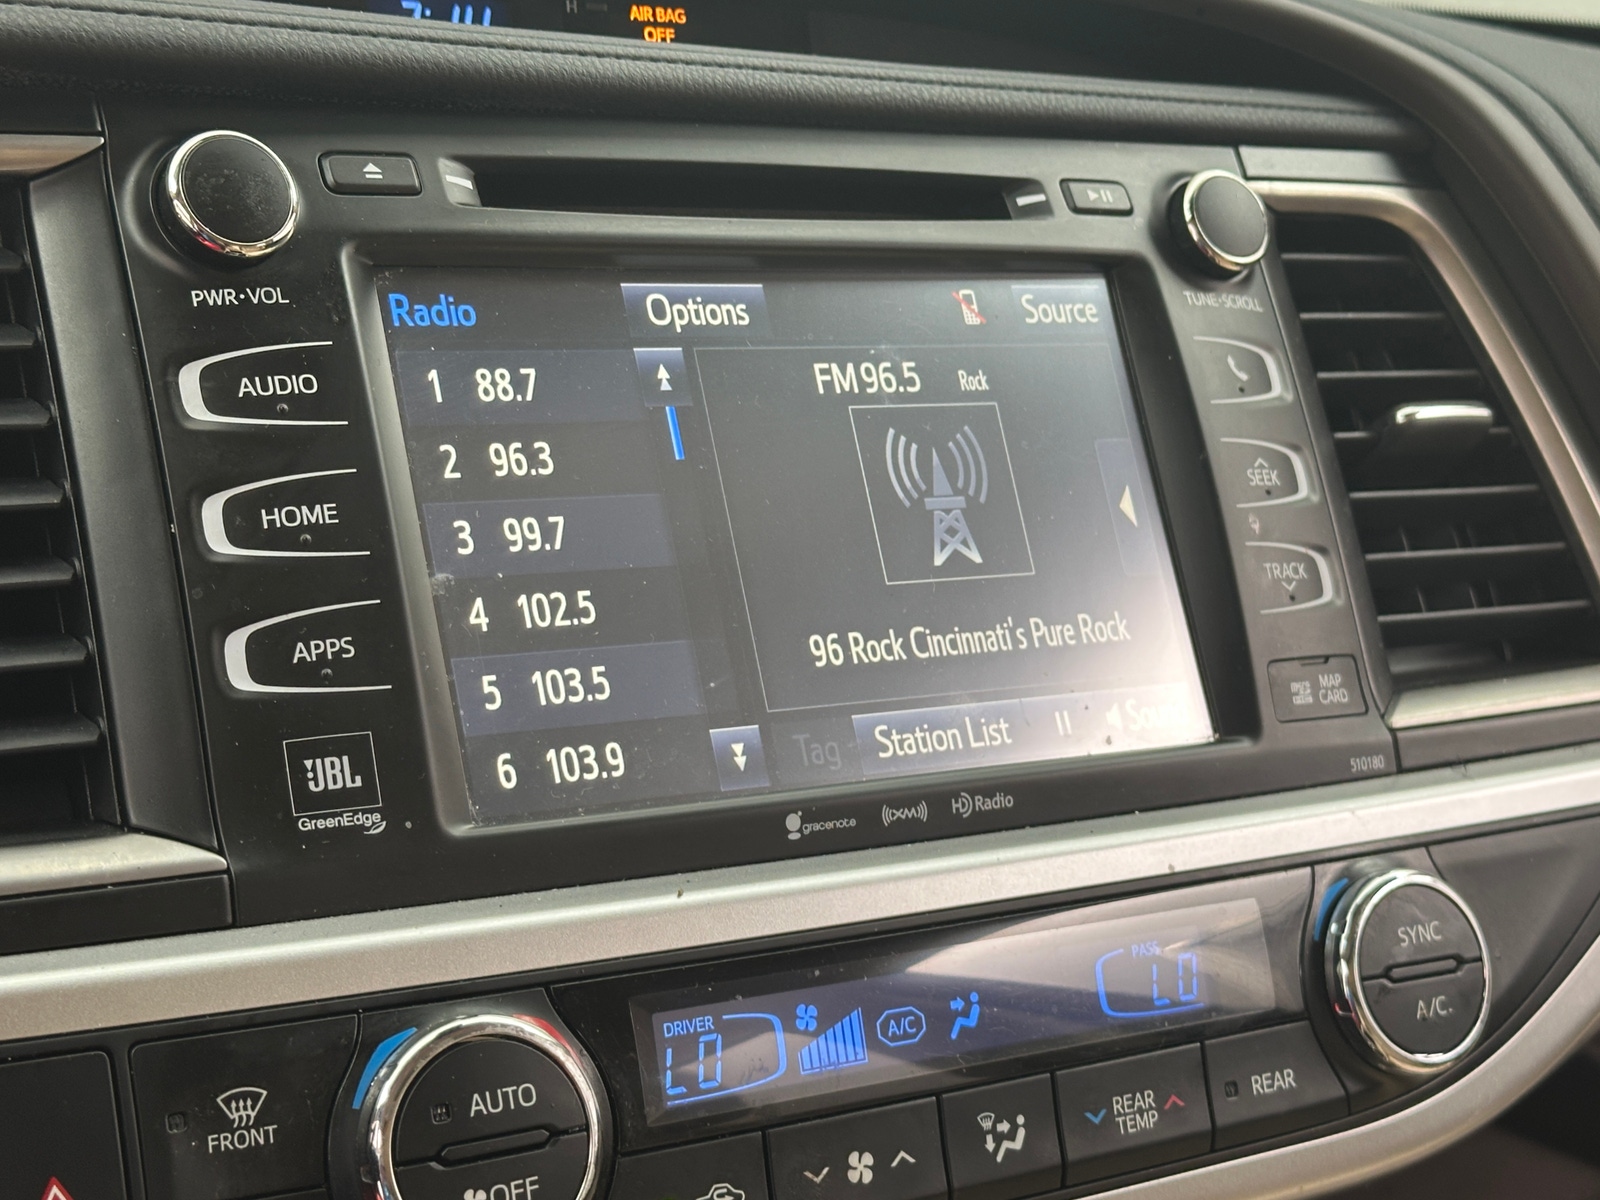 AIR BAG
OFF
PWR•VOL
TUNE•SCROLL
AUDIO
HOME
APPS
JBL
GreenEdge
Radio
Options
Source
1 88.7
2 96.3
3 99.7
4 102.5
5 103.5
6 103.9
FM 96.5 Rock
96 Rock Cincinnati's Pure Rock
Tag
Station List
SEEK
TRACK
MAP
CARD
510180
gracenote
((XM))
HD Radio
DRIVER
LO
A/C
PASS
LO
SYNC
A/C
FRONT
AUTO
OFF
REAR
TEMP
REAR